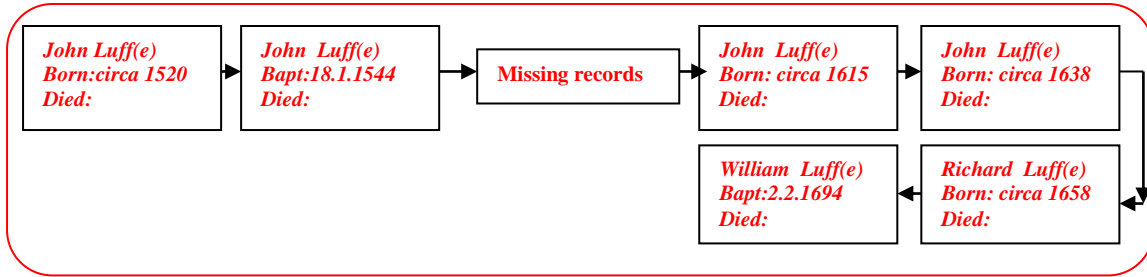 John Luff(e)
Born:circa 1520
Died:
John Luff(e)
Bapt:18.1.1544
Died:
Missing records
John Luff(e)
Born: circa 1615
Died:
John Luff(e)
Born: circa 1638
Died:
Richard Luff(e)
Born: circa 1658
Died:
William Luff(e)
Bapt:2.2.1694
Died: